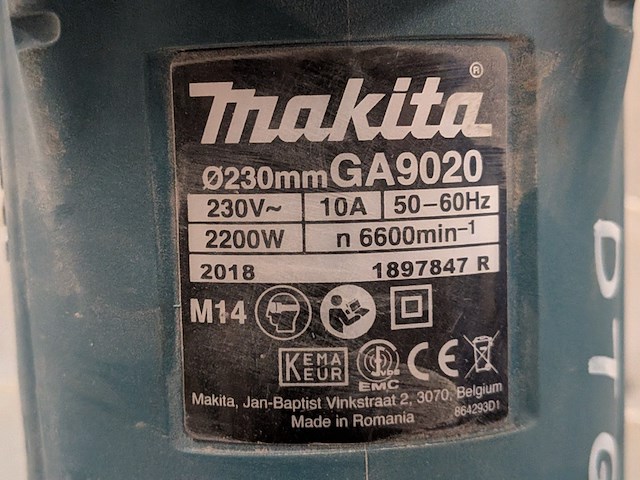 makita®
Ø230mm GA9020
230V~ 10A 50-60Hz
2200W n 6600min-1
2018 1897847 R
M14
KEMA
KEUR
VDE
EMC
CE
Makita, Jan-Baptist Vinkstraat 2, 3070, Belgium
864293D1
Made in Romania
D T G